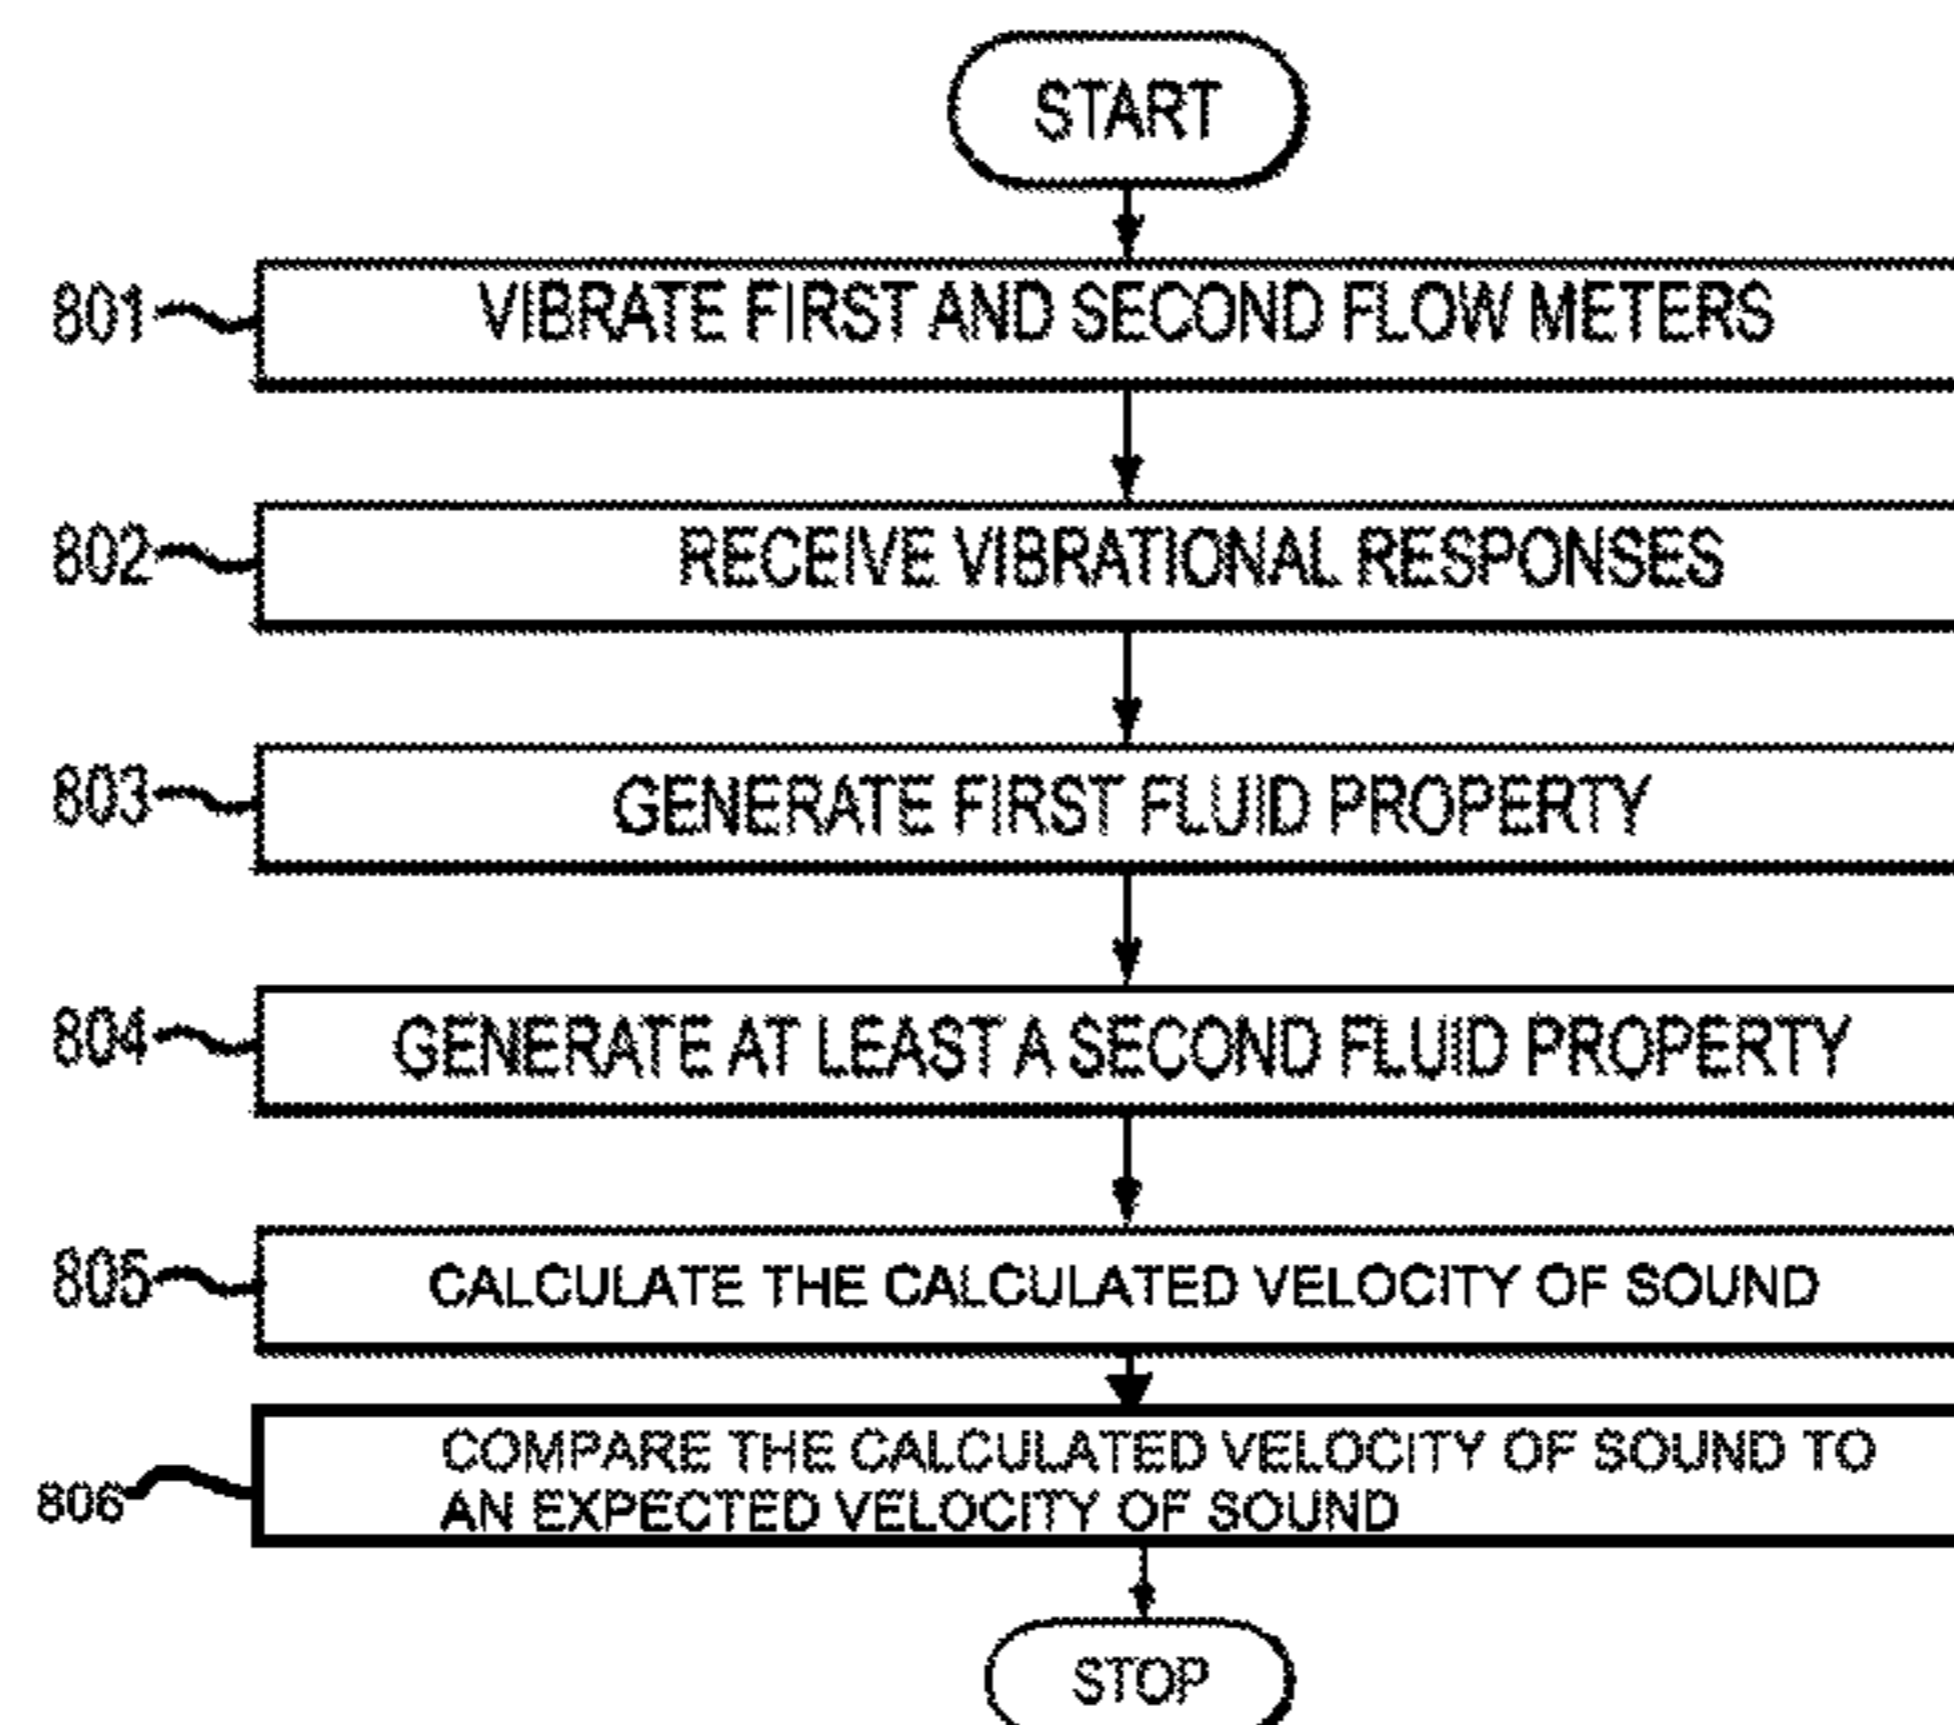 START
801 VIBRATE FIRST AND SECOND FLOW METERS
802 RECEIVE VIBRATIONAL RESPONSES
803 GENERATE FIRST FLUID PROPERTY
804 GENERATE AT LEAST A SECOND FLUID PROPERTY
805 CALCULATE THE CALCULATED VELOCITY OF SOUND
COMPARE THE CALCULATED VELOCITY OF SOUND TO
806 AN EXPECTED VELOCITY OF SOUND
STOP